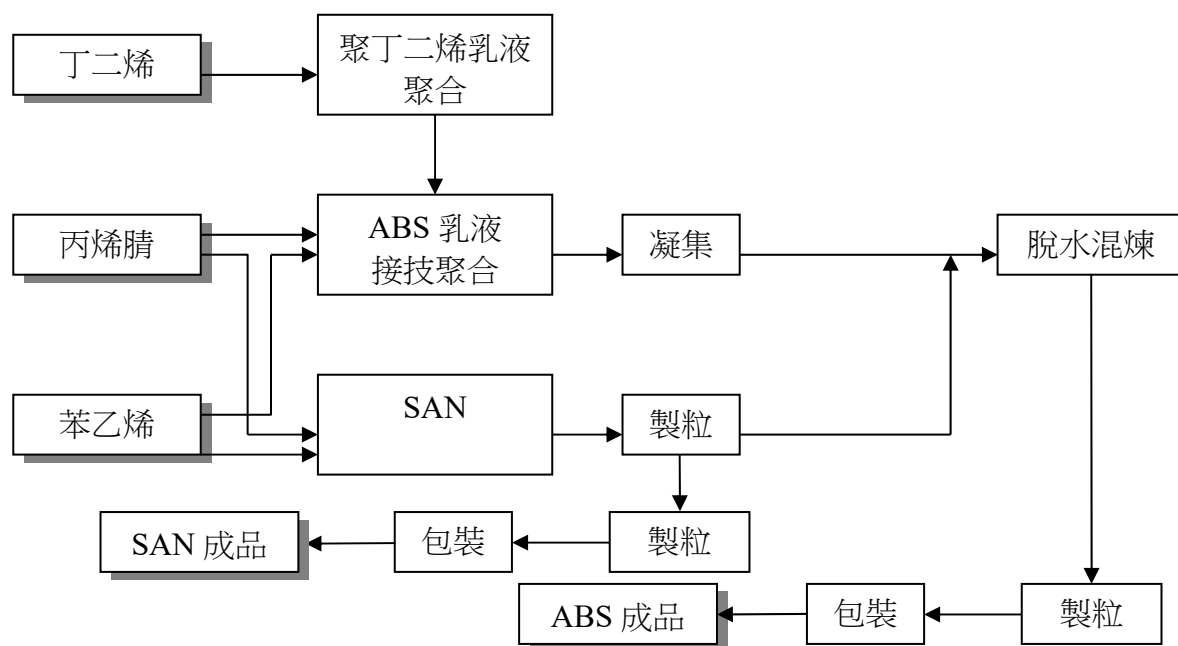 丁二烯
聚丁二烯乳液
聚合
丙烯腈
ABS 乳液
接技聚合
凝集
脫水混煉
苯乙烯
SAN
製粒
SAN 成品
包裝
製粒
ABS 成品
包裝
製粒